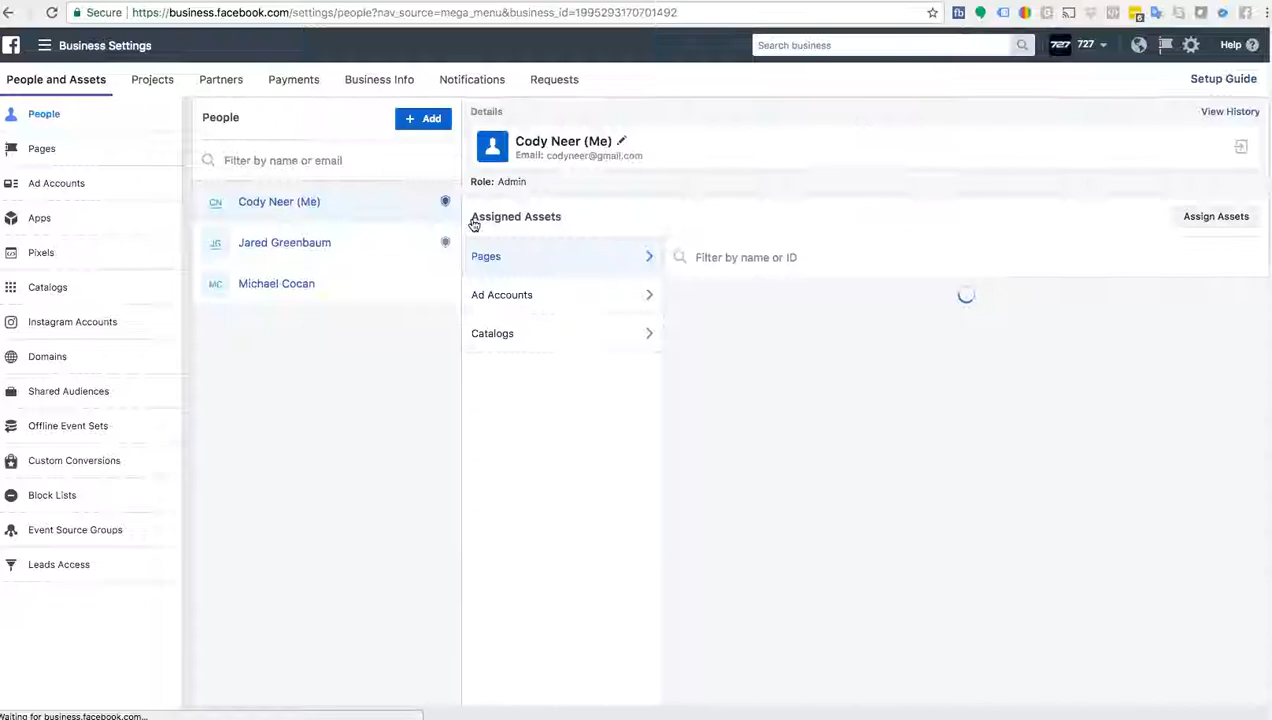 Secure https://business.facebook.com/settings/people?nav_source=mega_menu&business_id=1995293170701492
Business Settings
Search business
727 727
Help
People and Assets Projects Partners Payments Business Info Notifications Requests
Setup Guide
People
Pages
Ad Accounts
Apps
Pixels
Catalogs
Instagram Accounts
Domains
Shared Audiences
Offline Event Sets
Custom Conversions
Block Lists
Event Source Groups
Leads Access
People
+ Add
Filter by name or email
CN Cody Neer (Me)
JG Jared Greenbaum
MC Michael Cocan
Details
View History
Cody Neer (Me)
Email: codyneer@gmail.com
Role: Admin
Assigned Assets
Assign Assets
Pages
Ad Accounts
Catalogs
Filter by name or ID
Waiting for business.facebook.com...